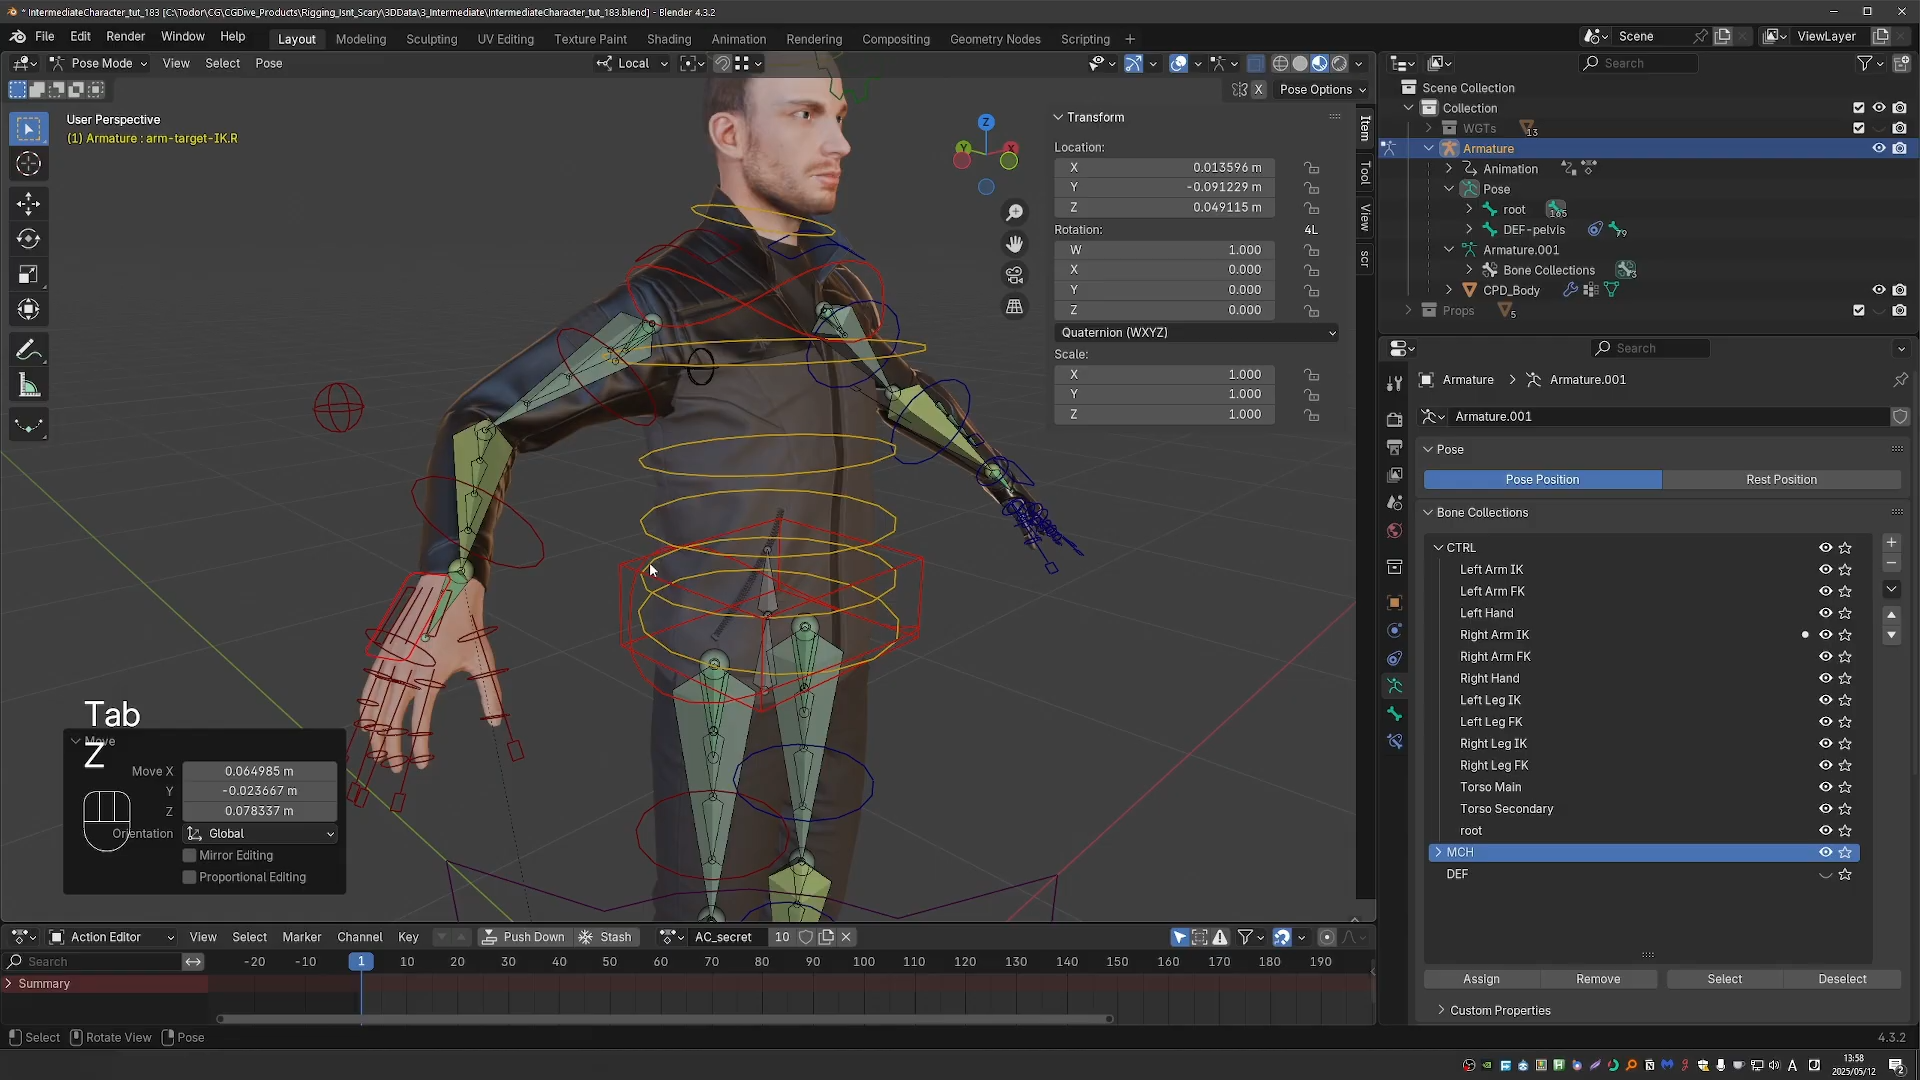 * IntermediateCharacter_tut_183 [C:\Todor\CG\CGDive_Products\Rigging_Isnt_Scary\3DData\3_Intermediate\IntermediateCharacter_tut_183.blend] - Blender 4.3.2
File Edit Render Window Help Layout Modeling Sculpting UV Editing Texture Paint Shading Animation Rendering Compositing Geometry Nodes Scripting + Scene ViewLayer
Pose Mode View Select Pose Local Search
X Pose Options
User Perspective
(1) Armature : arm-target-IK.R
Z
Y
X
Transform
Location:
X 0.013596 m
Y -0.091229 m
Z 0.049115 m
Rotation: 4L
W 1.000
X 0.000
Y 0.000
Z 0.000
Quaternion (WXYZ)
Scale:
X 1.000
Y 1.000
Z 1.000
Item
Tool
View
scr
Scene Collection
Collection
WGTs 13
Armature
Animation
Pose
root 165
DEF-pelvis 79
Armature.001
Bone Collections 3
CPD_Body
Props 5
Search
Armature > Armature.001
Armature.001
Pose
Pose Position Rest Position
Bone Collections
CTRL
Left Arm IK
Left Arm FK
Left Hand
Right Arm IK
Right Arm FK
Right Hand
Left Leg IK
Left Leg FK
Right Leg IK
Right Leg FK
Torso Main
Torso Secondary
root
MCH
DEF
Assign Remove Select Deselect
Custom Properties
Tab
Z
Move
Move X 0.064985 m
Y -0.023667 m
Z 0.078337 m
Orientation Global
Mirror Editing
Proportional Editing
Action Editor View Select Marker Channel Key Push Down Stash AC_secret 10
Search -20 -10 1 10 20 30 40 50 60 70 80 90 100 110 120 130 140 150 160 170 180 190
Summary
Select Rotate View Pose 4.3.2
A 13:58
2025/05/12 2